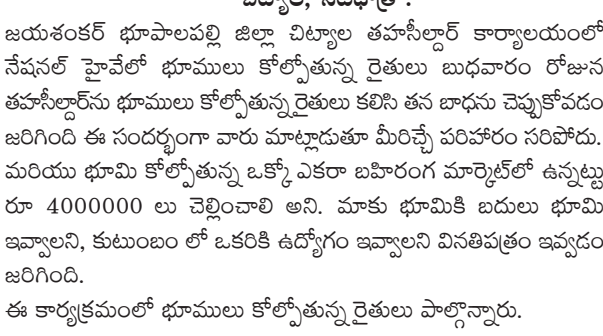 జయశంకర్ భూపాలపల్లి జిల్లా చిట్యాల తహసీల్దార్ కార్యాలయంలో
నేషనల్ హైవేలో భూములు కోల్పోతున్న రైతులు బుధవారం రోజున
తహసీల్దార్‌ను భూములు కోల్పోతున్న రైతులు కలిసి తన బాధను చెప్పుకోవడం
జరిగింది ఈ సందర్భంగా వారు మాట్లాడుతూ మీరిచ్చే పరిహారం సరిపోదు.
మరియు భూమి కోల్పోతున్న ఒక్కో ఎకరా బహిరంగ మార్కెట్‌లో ఉన్నట్టు
రూ 4000000 లు చెల్లించాలి అని. మాకు భూమికి బదులు భూమి
ఇవ్వాలని, కుటుంబం లో ఒకరికి ఉద్యోగం ఇవ్వాలని వినతిపత్రం ఇవ్వడం
జరిగింది.
ఈ కార్యక్రమంలో భూములు కోల్పోతున్న రైతులు పాల్గొన్నారు.